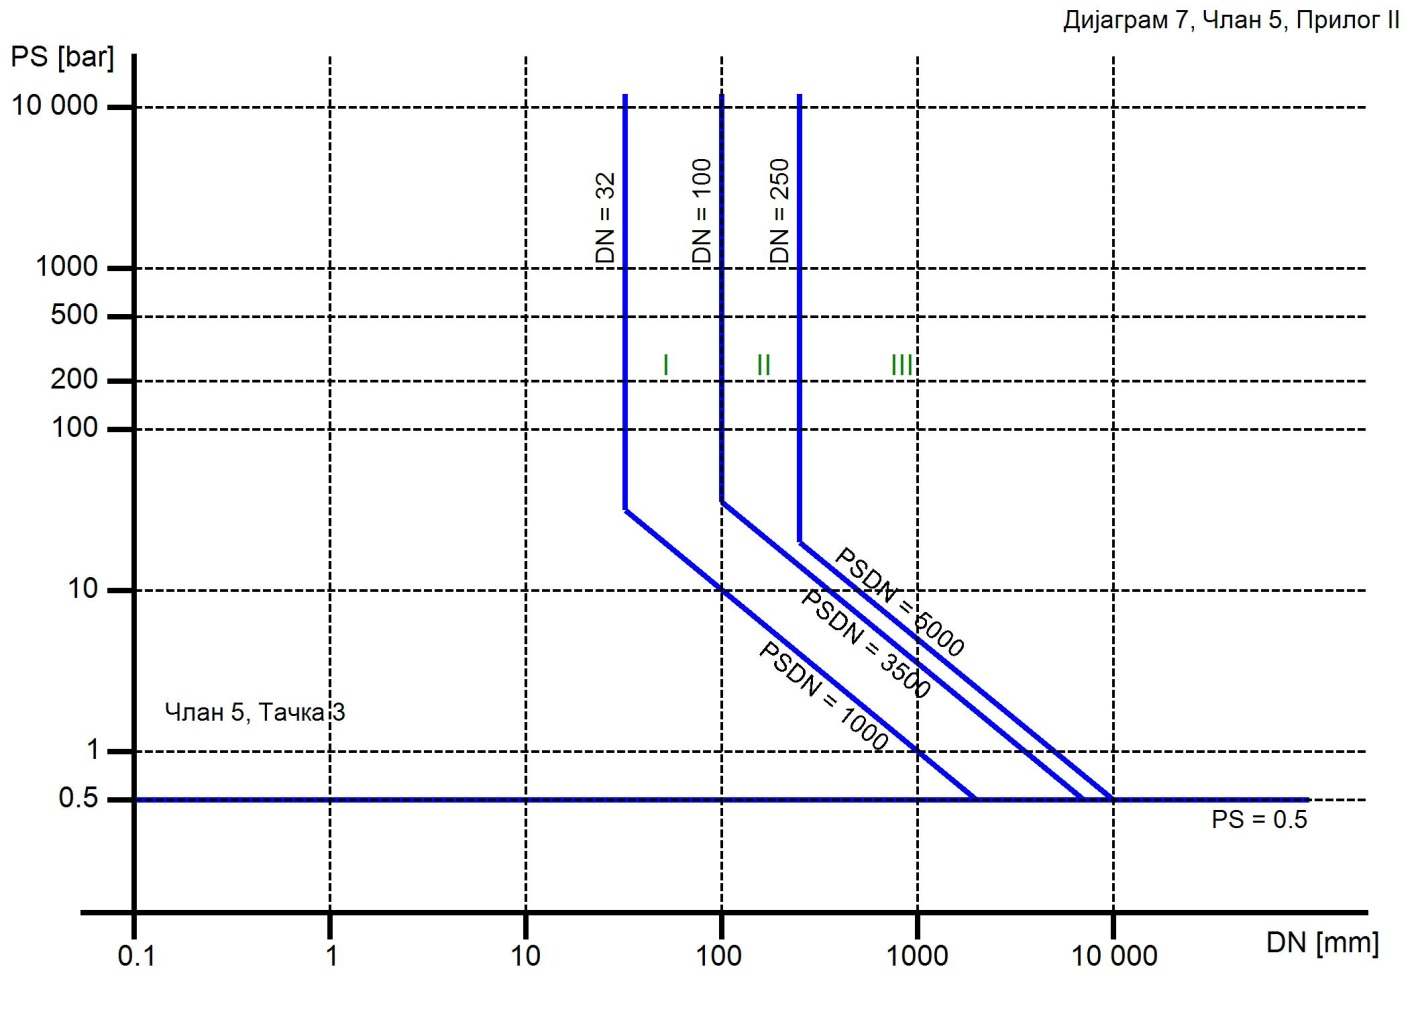 Дијаграм 7, Члан 5, Прилог II
PS [bar]
10 000
1000
500
200
100
10
1
0.5
DN = 32
DN = 100
DN = 250
I
II
III
PSDN = 5000
PSDN = 3500
PSDN = 1000
Члан 5, Тачка 3
PS = 0.5
0.1
1
10
100
1000
10 000
DN [mm]